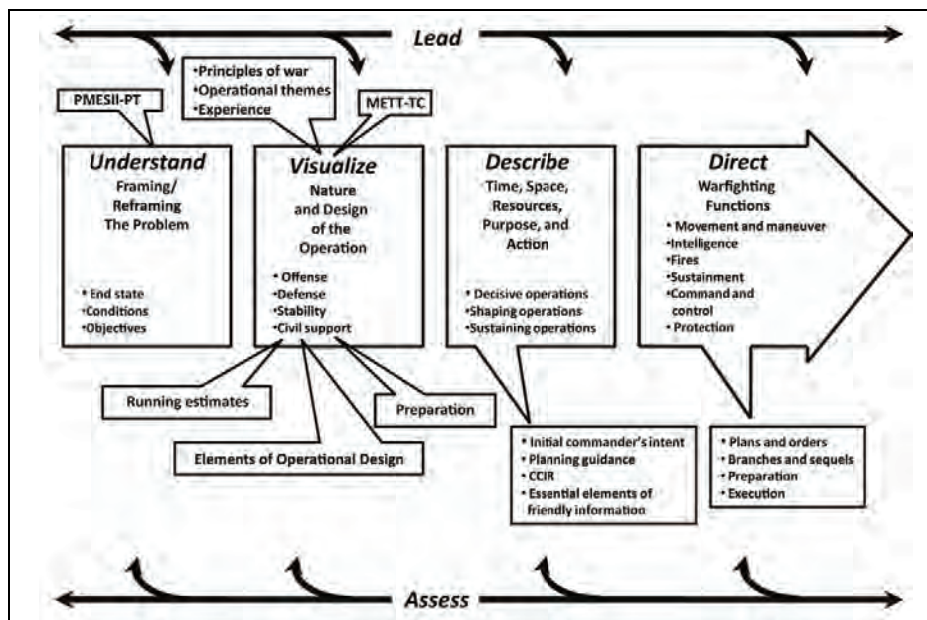 Lead
•Principles of war
•Operational themes
•Experience
PMESII-PT
METT-TC
Understand
Framing/
Reframing
The Problem
• End state
•Conditions
•Objectives
Visualize
Nature
and Design
of the
Operation
• Offense
•Defense
•Stability
•Civil support
Describe
Time, Space,
Resources,
Purpose, and
Action
• Decisive operations
•Shaping operations
•Sustaining operations
Direct
Warfighting
Functions
• Movement and maneuver
•Intelligence
•Fires
•Sustainment
•Command and
control
• Protection
Running estimates
Preparation
Elements of Operational Design
• Initial commander's intent
• Planning guidance
• CCIR
• Essential elements of
friendly information
• Plans and orders
• Branches and sequels
• Preparation
• Execution
Assess